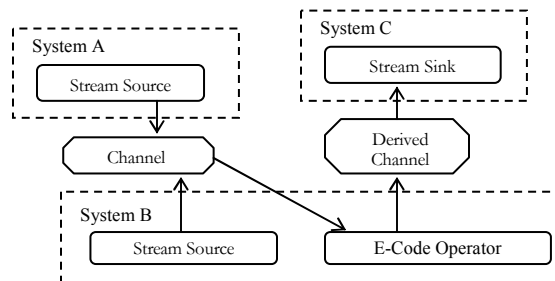 System A
Stream Source
System C
Stream Sink
Channel
Derived
Channel
System B
Stream Source
E-Code Operator